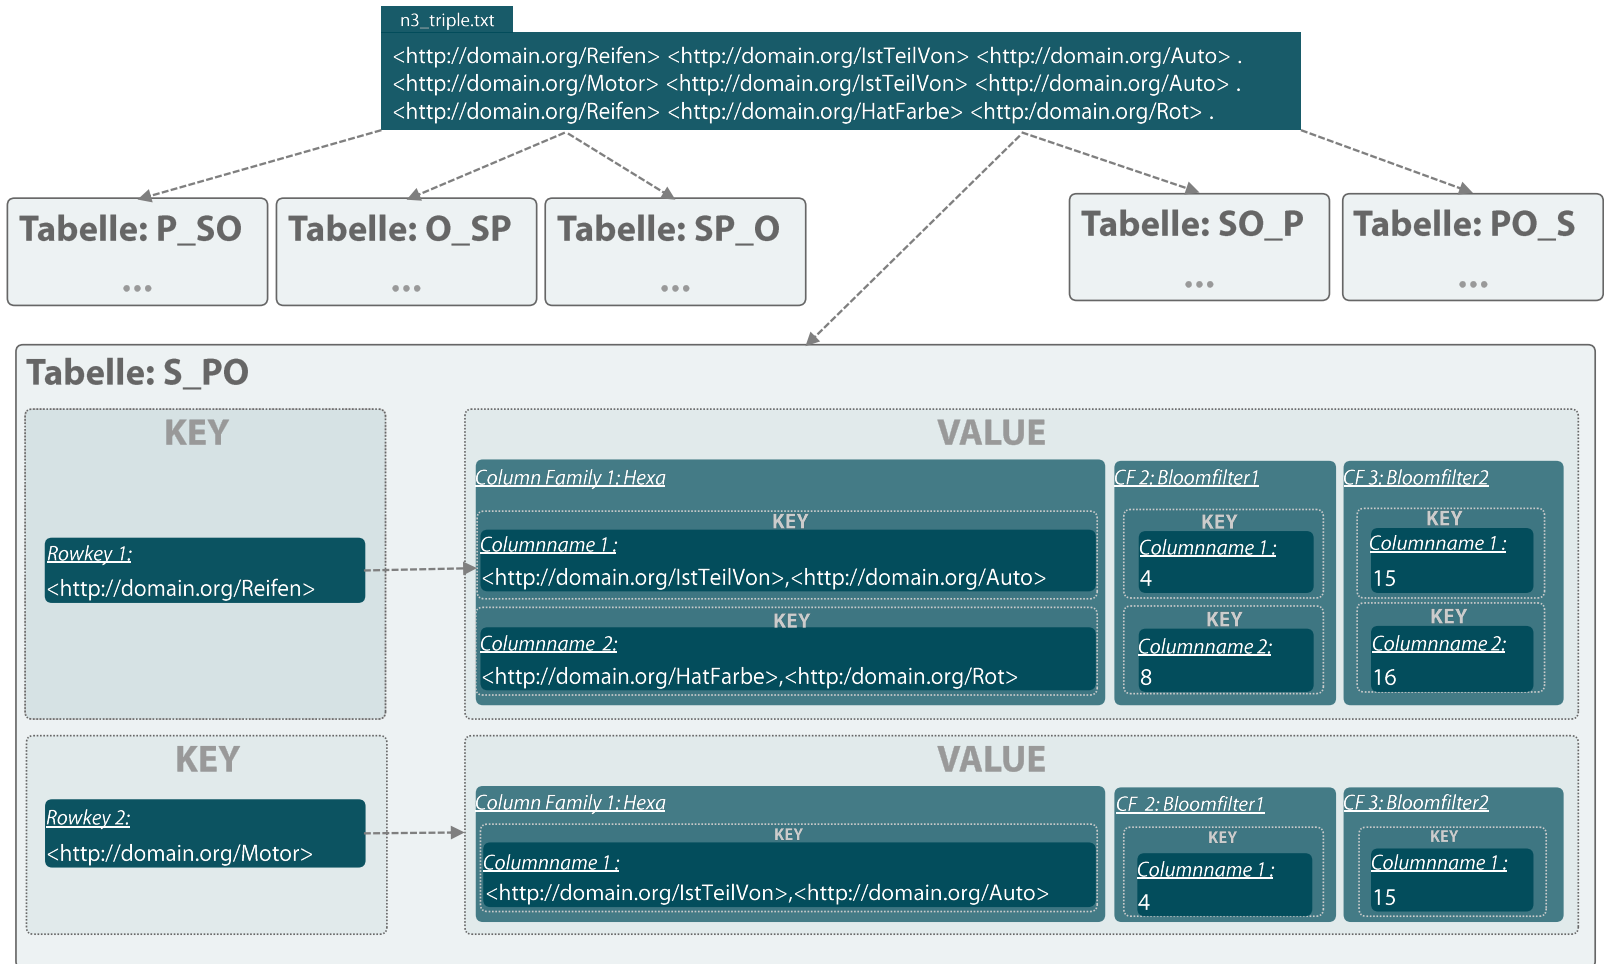 n3_triple.txt
<http://domain.org/Reifen> <http://domain.org/IstTeilVon> <http://domain.org/Auto> .
<http://domain.org/Motor> <http://domain.org/IstTeilVon> <http://domain.org/Auto> .
<http://domain.org/Reifen> <http://domain.org/HatFarbe> <http:/domain.org/Rot> .
Tabelle: P_SO
...
Tabelle: O_SP
...
Tabelle: SP_O
...
Tabelle: SO_P
...
Tabelle: PO_S
...
Tabelle: S_PO
KEY
Rowkey 1:
<http://domain.org/Reifen>
VALUE
Column Family 1: Hexa
KEY
Columnname 1 :
<http://domain.org/IstTeilVon>,<http://domain.org/Auto>
KEY
Columnname 2:
<http://domain.org/HatFarbe>,<http:/domain.org/Rot>
CF 2: Bloomfilter1
KEY
Columnname 1 :
4
KEY
Columnname 2:
8
CF 3: Bloomfilter2
KEY
Columnname 1 :
15
KEY
Columnname 2:
16
KEY
Rowkey 2:
<http://domain.org/Motor>
VALUE
Column Family 1: Hexa
KEY
Columnname 1 :
<http://domain.org/IstTeilVon>,<http://domain.org/Auto>
CF 2: Bloomfilter1
KEY
Columnname 1 :
4
CF 3: Bloomfilter2
KEY
Columnname 1 :
15